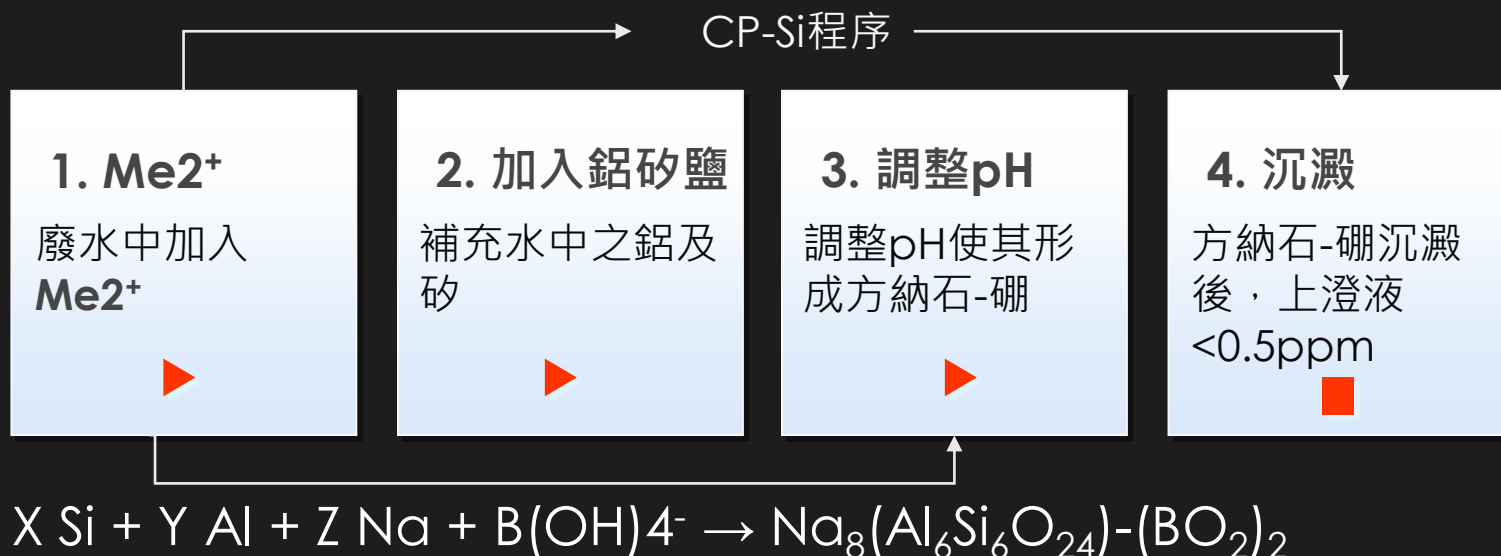 CP-Si程序
1. Me2⁺
廢水中加入
Me2⁺
2. 加入鋁矽鹽
補充水中之鋁及
矽
3. 調整pH
調整pH使其形
成方納石-硼
4. 沉澱
方納石-硼沉澱
後，上澄液
<0.5ppm
X Si + Y Al + Z Na + B(OH)4⁻ → Na₈(Al₆Si₆O₂₄)-(BO₂)₂